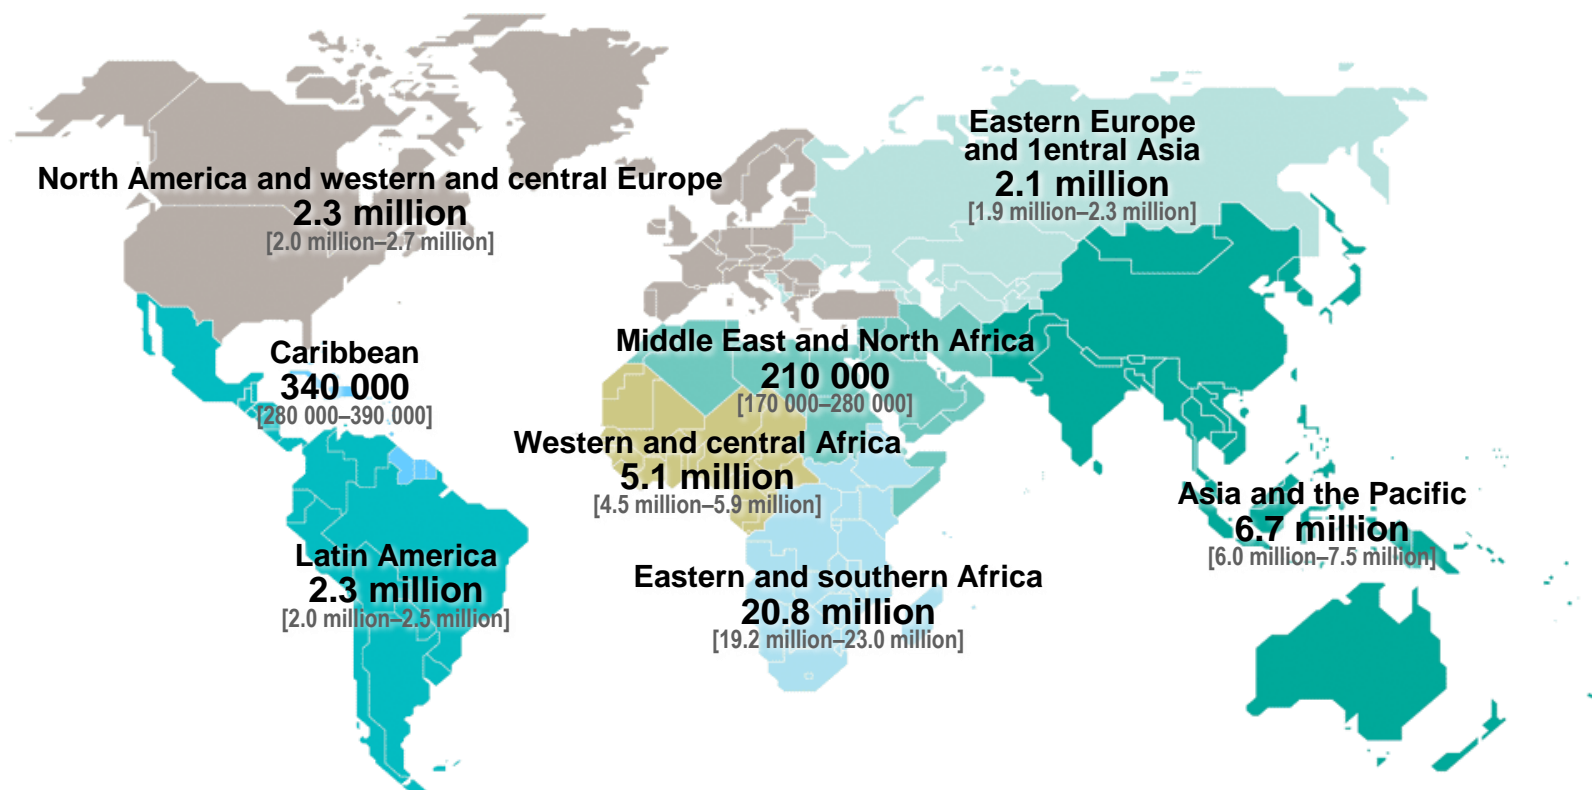 Eastern Europe
and 1entral Asia
2.1 million
[1.9 million–2.3 million]
North America and western and central Europe
2.3 million
[2.0 million–2.7 million]
Middle East and North Africa
210 000
[170 000–280 000]
Caribbean
340 000
[280 000–390 000]
Western and central Africa
5.1 million
[4.5 million–5.9 million]
Asia and the Pacific
6.7 million
[6.0 million–7.5 million]
Latin America
2.3 million
[2.0 million–2.5 million]
Eastern and southern Africa
20.8 million
[19.2 million–23.0 million]